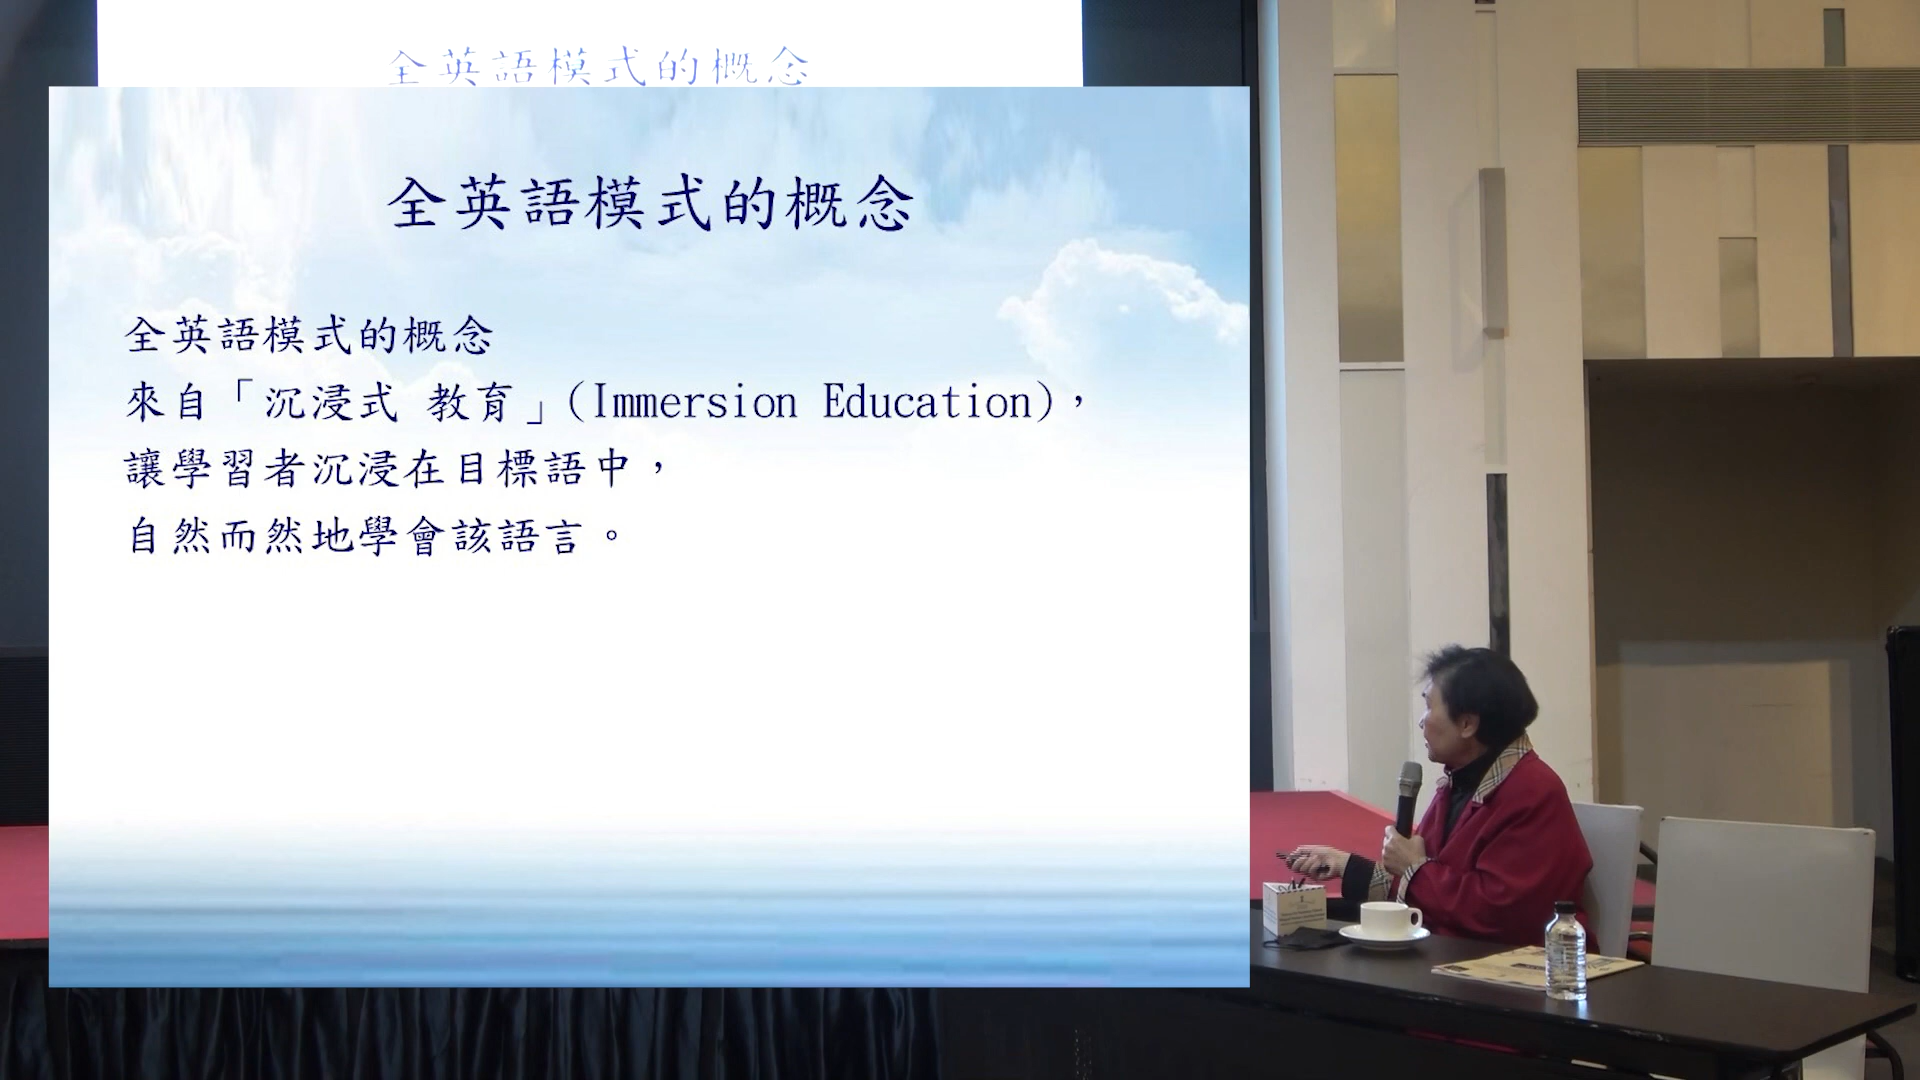 全英語模式的概念
全英語模式的概念
全英語模式的概念
來自「沉浸式 教育」(Immersion Education)，
讓學習者沉浸在目標語中，
自然而然地學會該語言。